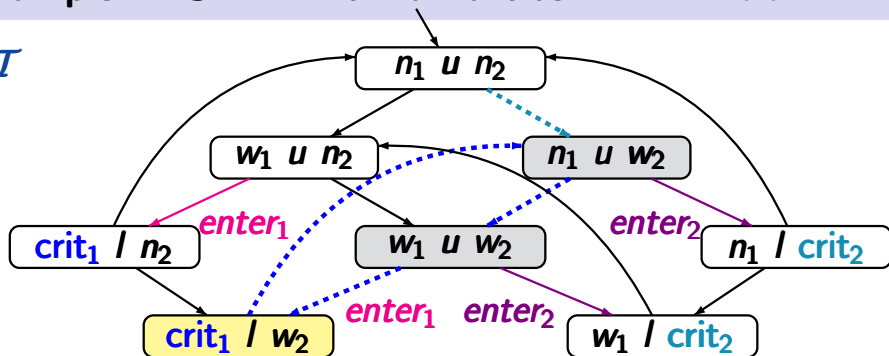 n₁ u n₂
w₁ u n₂ n₁ u w₂
enter₁ enter₂
crit₁ l n₂ w₁ u w₂ n₁ l crit₂
enter₁ enter₂
crit₁ l w₂ w₁ l crit₂